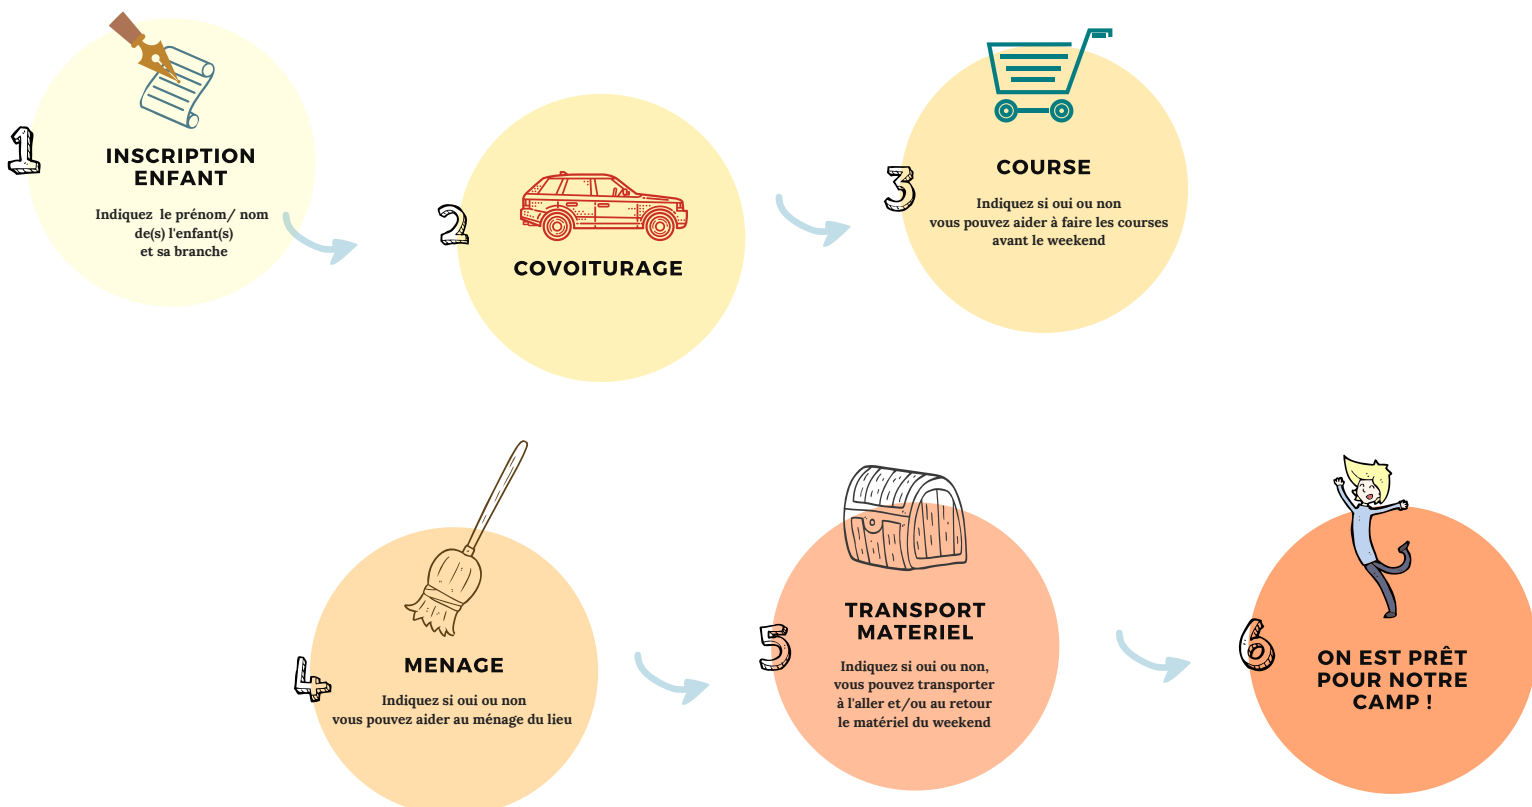 1
INSCRIPTION
ENFANT
Indiquez le prénom/ nom
de(s) l'enfant(s)
et sa branche
2
COVOITURAGE
3
COURSE
Indiquez si oui ou non
vous pouvez aider à faire les courses
avant le weekend
4
MENAGE
Indiquez si oui ou non
vous pouvez aider au ménage du lieu
5
TRANSPORT
MATERIEL
Indiquez si oui ou non,
vous pouvez transporter
à l'aller et/ou au retour
le matériel du weekend
6
ON EST PRÊT
POUR NOTRE
CAMP !